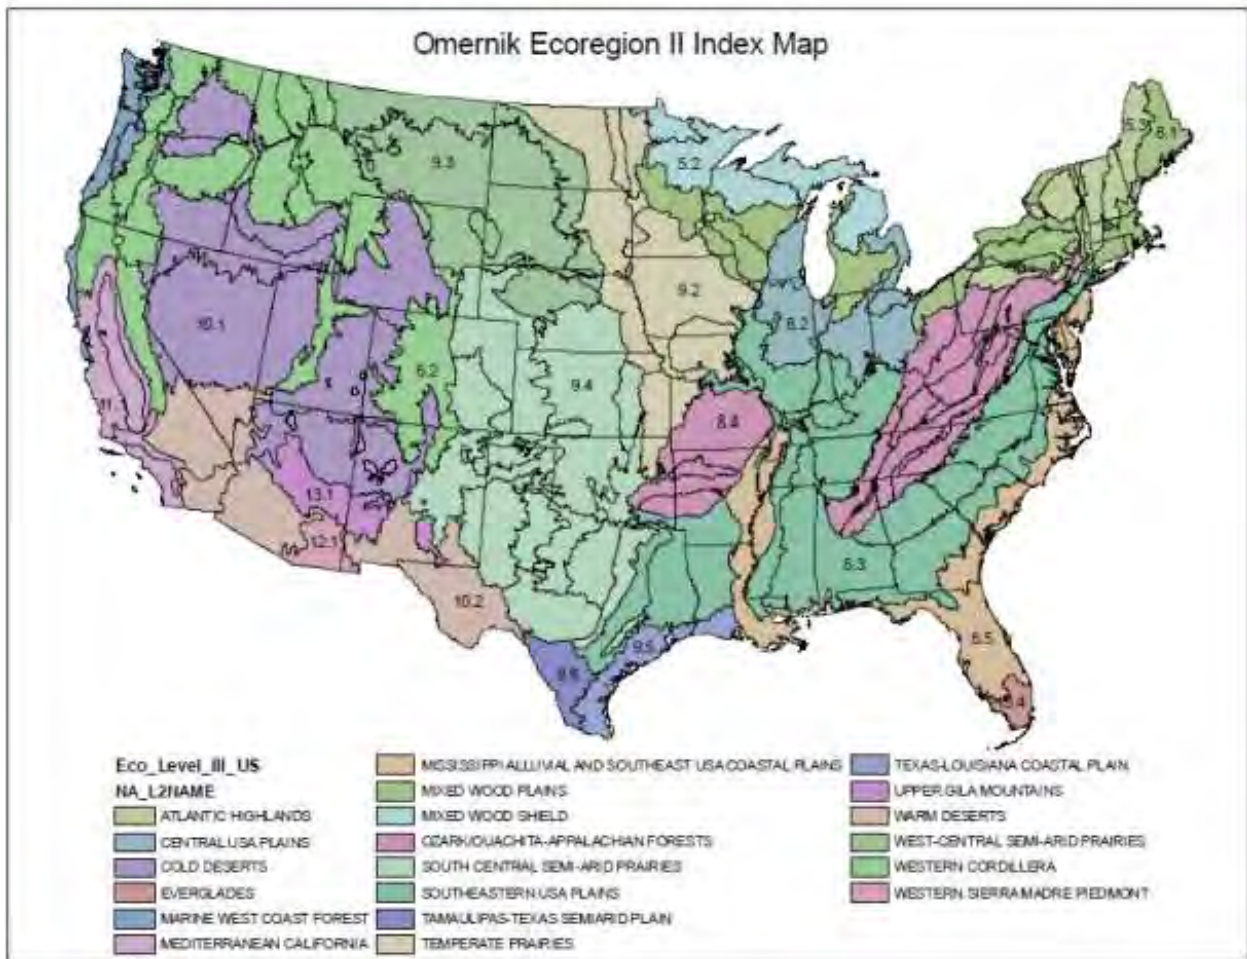 Omernik Ecoregion II Index Map
5.3
8.1
9.3
5.2
9.2
10.1
8.2
6.2
9.4
11.
8.4
13.1
12.1
8.3
10.2
8.5
9.5
9.6
15.4
Eco_Level_III_US
NA_L2NAME
ATLANTIC HIGHLANDS
CENTRAL USA PLAINS
COLD DESERTS
EVERGLADES
MARINE WEST COAST FOREST
MEDITERRANEAN CALIFORNIA
MISSISSIPPI ALLUVIAL AND SOUTHEAST USA COASTAL PLAINS
MIXED WOOD PLAINS
MIXED WOOD SHIELD
OZARK/OUACHITA-APPALACHIAN FORESTS
SOUTH CENTRAL SEMI-ARID PRAIRIES
SOUTHEASTERN USA PLAINS
TAMAULIPAS-TEXAS SEMIARID PLAIN
TEMPERATE PRAIRIES
TEXAS-LOUISIANA COASTAL PLAIN
UPPER GILA MOUNTAINS
WARM DESERTS
WEST-CENTRAL SEMI-ARID PRAIRIES
WESTERN CORDILLERA
WESTERN SIERRA MADRE PIEDMONT